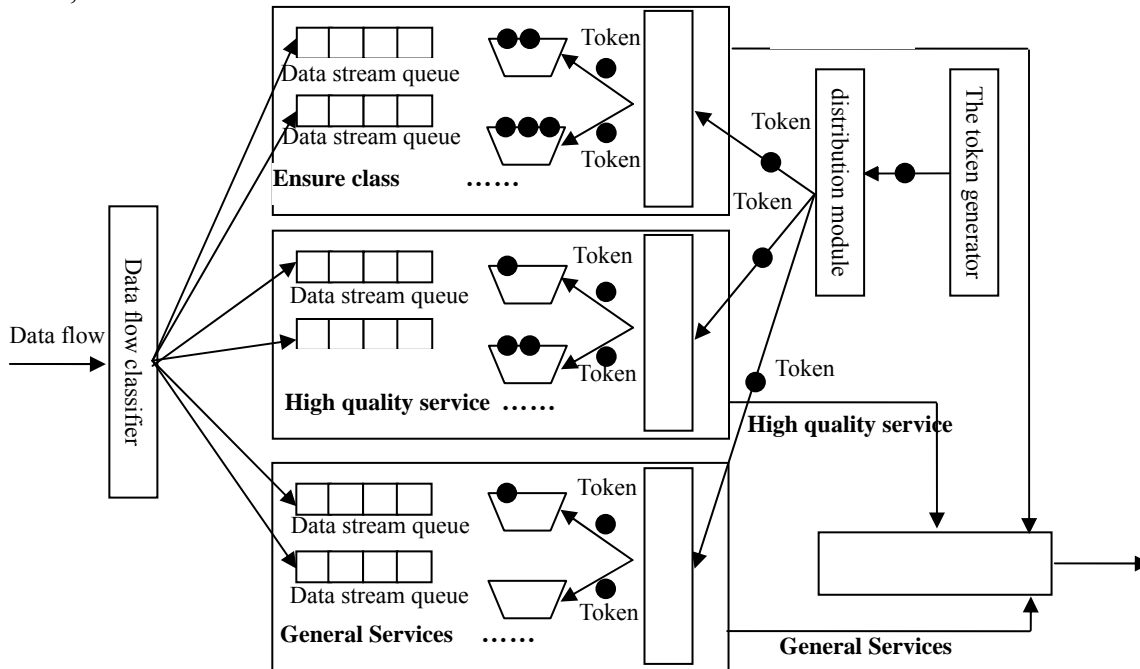 Data flow
Data flow classifier
Data stream queue
Data stream queue
Ensure class ……
Token
Token
Data stream queue
High quality service ……
Token
Token
Data stream queue
Data stream queue
General Services ……
Token
Token
Token
Token
Token
distribution module
The token generator
High quality service
General Services